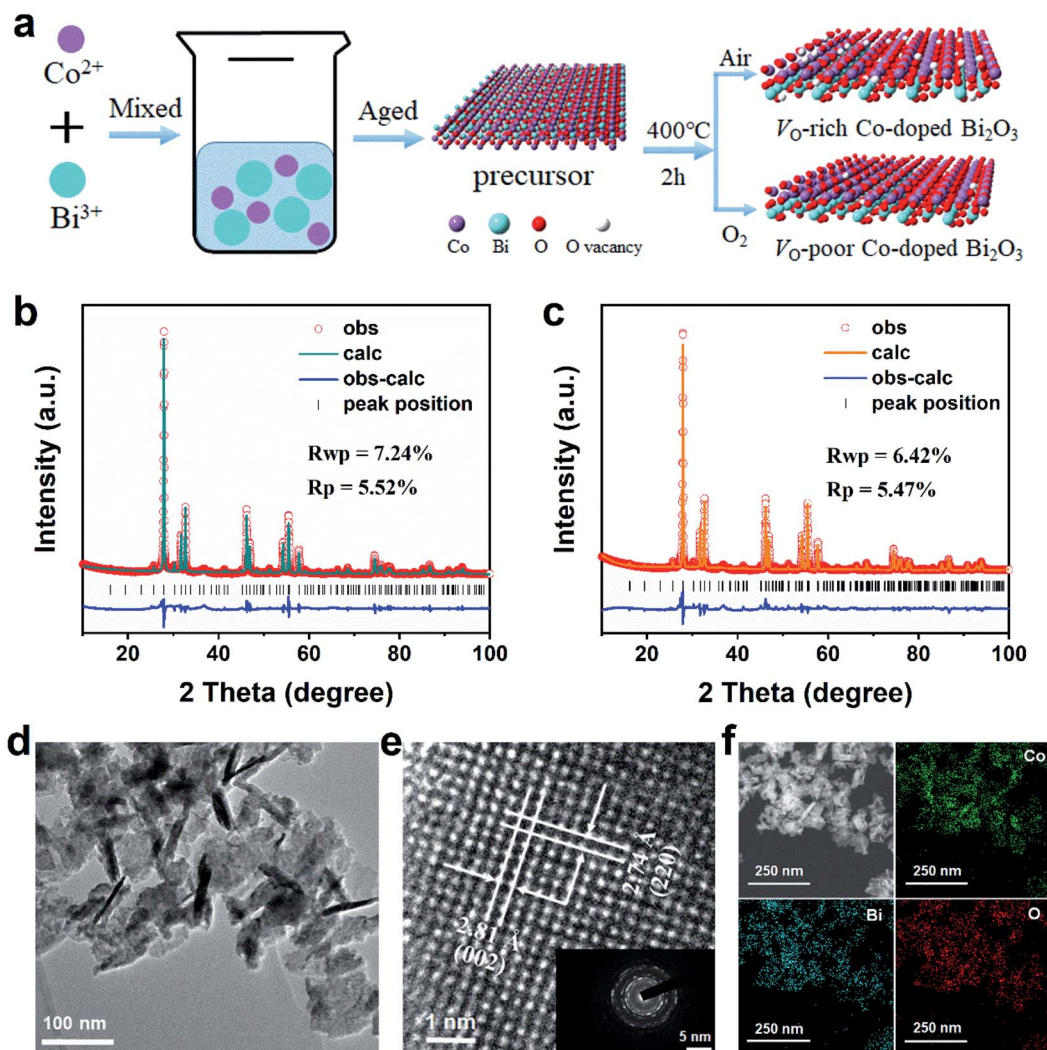 a
Co²⁺
+
Bi³⁺
Mixed
Aged
precursor
Co Bi O O vacancy
400℃
2h
Air
V_O-rich Co-doped Bi₂O₃
O₂
V_O-poor Co-doped Bi₂O₃
b
obs
calc
obs-calc
peak position
Rwp = 7.24%
Rp = 5.52%
Intensity (a.u.)
20 40 60 80 100
2 Theta (degree)
c
obs
calc
obs-calc
peak position
Rwp = 6.42%
Rp = 5.47%
Intensity (a.u.)
20 40 60 80 100
2 Theta (degree)
d
100 nm
e
2.74 Å
(220)
2.81 Å
(002)
1 nm
5 nm
f
250 nm
Co
250 nm
Bi
250 nm
O
250 nm